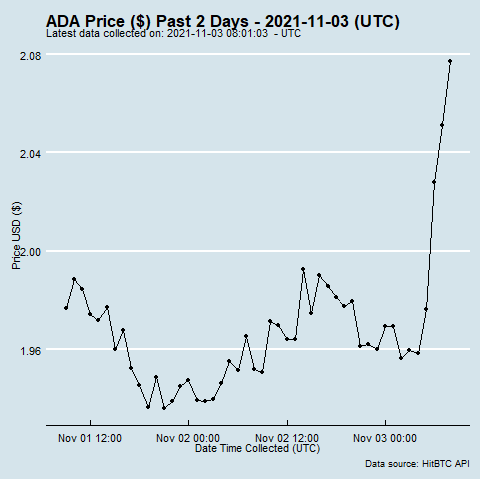 ADA Price ($) Past 2 Days - 2021-11-03 (UTC)
Latest data collected on: 2021-11-03 08:01:03  - UTC
2.08
2.04
2.00
1.96
Price USD ($)
Nov 01 12:00
Nov 02 00:00
Nov 02 12:00
Nov 03 00:00
Date Time Collected (UTC)
Data source: HitBTC API